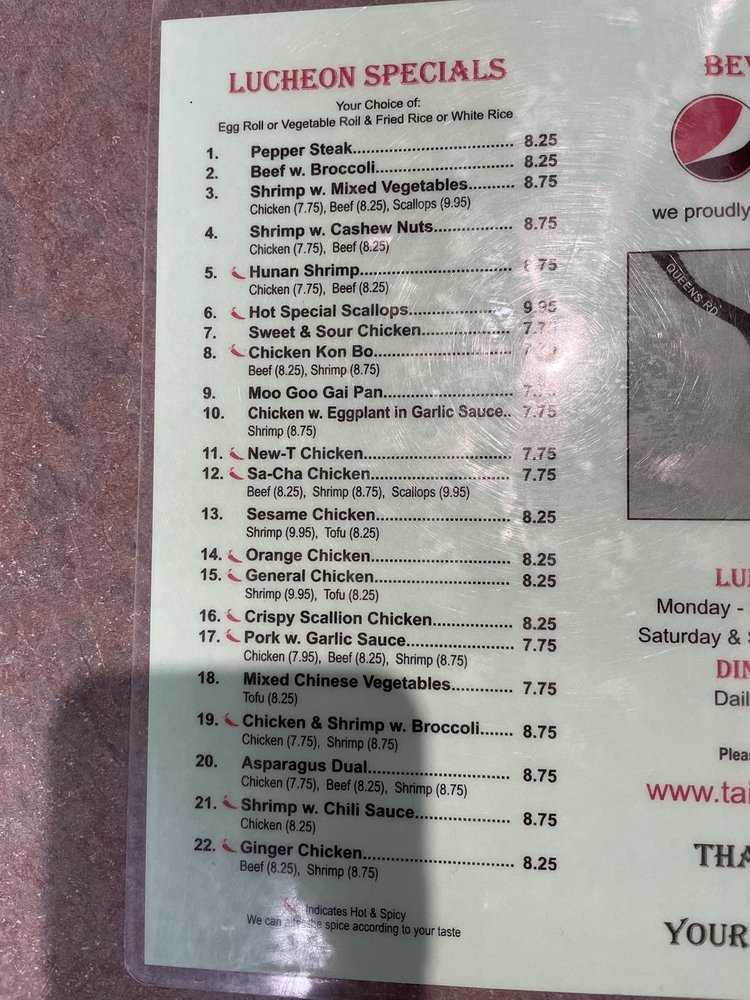 LUCHEON SPECIALS
Your Choice of:
Egg Roll or Vegetable Roll & Fried Rice or White Rice
1. Pepper Steak................................ 8.25
2. Beef w. Broccoli............................ 8.25
3. Shrimp w. Mixed Vegetables.......... 8.75
Chicken (7.75), Beef (8.25), Scallops (9.95)
4. Shrimp w. Cashew Nuts................ 8.75
Chicken (7.75), Beef (8.25)
5. Hunan Shrimp............................... 8.75
Chicken (7.75), Beef (8.25)
6. Hot Special Scallops.................. 9.95
7. Sweet & Sour Chicken..................
8. Chicken Kon Bo............................
Beef (8.25), Shrimp (8.75)
9. Moo Goo Gai Pan..........................
10. Chicken w. Eggplant in Garlic Sauce.. 7.75
Shrimp (8.75)
11. New-T Chicken............................. 7.75
12. Sa-Cha Chicken............................ 7.75
Beef (8.25), Shrimp (8.75), Scallops (9.95)
13. Sesame Chicken........................... 8.25
Shrimp (9.95), Tofu (8.25)
14. Orange Chicken............................ 8.25
15. General Chicken........................... 8.25
Shrimp (9.95), Tofu (8.25)
16. Crispy Scallion Chicken................ 8.25
17. Pork w. Garlic Sauce..................... 7.75
Chicken (7.95), Beef (8.25), Shrimp (8.75)
18. Mixed Chinese Vegetables............ 7.75
Tofu (8.25)
19. Chicken & Shrimp w. Broccoli....... 8.75
Chicken (7.75), Shrimp (8.75)
20. Asparagus Dual............................ 8.75
Chicken (7.75), Beef (8.25), Shrimp (8.75)
21. Shrimp w. Chili Sauce................... 8.75
Chicken (8.25)
22. Ginger Chicken.............................. 8.25
Beef (8.25), Shrimp (8.75)
Indicates Hot & Spicy
We can alter the spice according to your taste
BEV
we proudly
QUEENS RD
LU
Monday -
Saturday & S
DIN
Dail
Pleas
www.tai
THA
YOUR